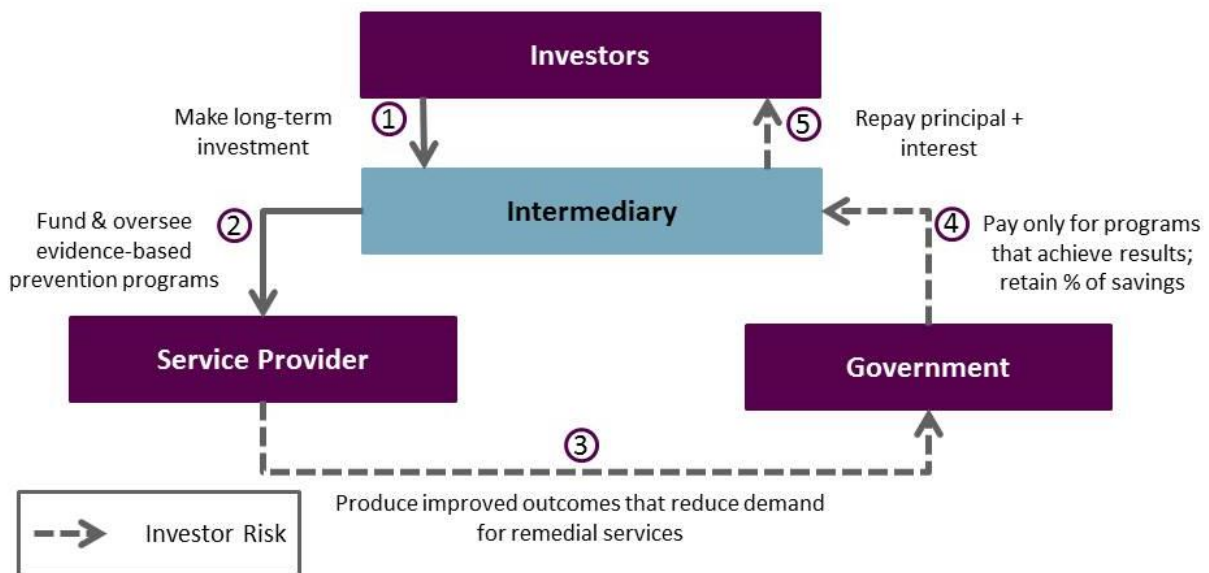 Investors
Make long-term
investment
1
5
Repay principal +
interest
Intermediary
Fund & oversee
evidence-based
prevention programs
2
4
Pay only for programs
that achieve results;
retain % of savings
Service Provider
Government
3
Produce improved outcomes that reduce demand
for remedial services
Investor Risk